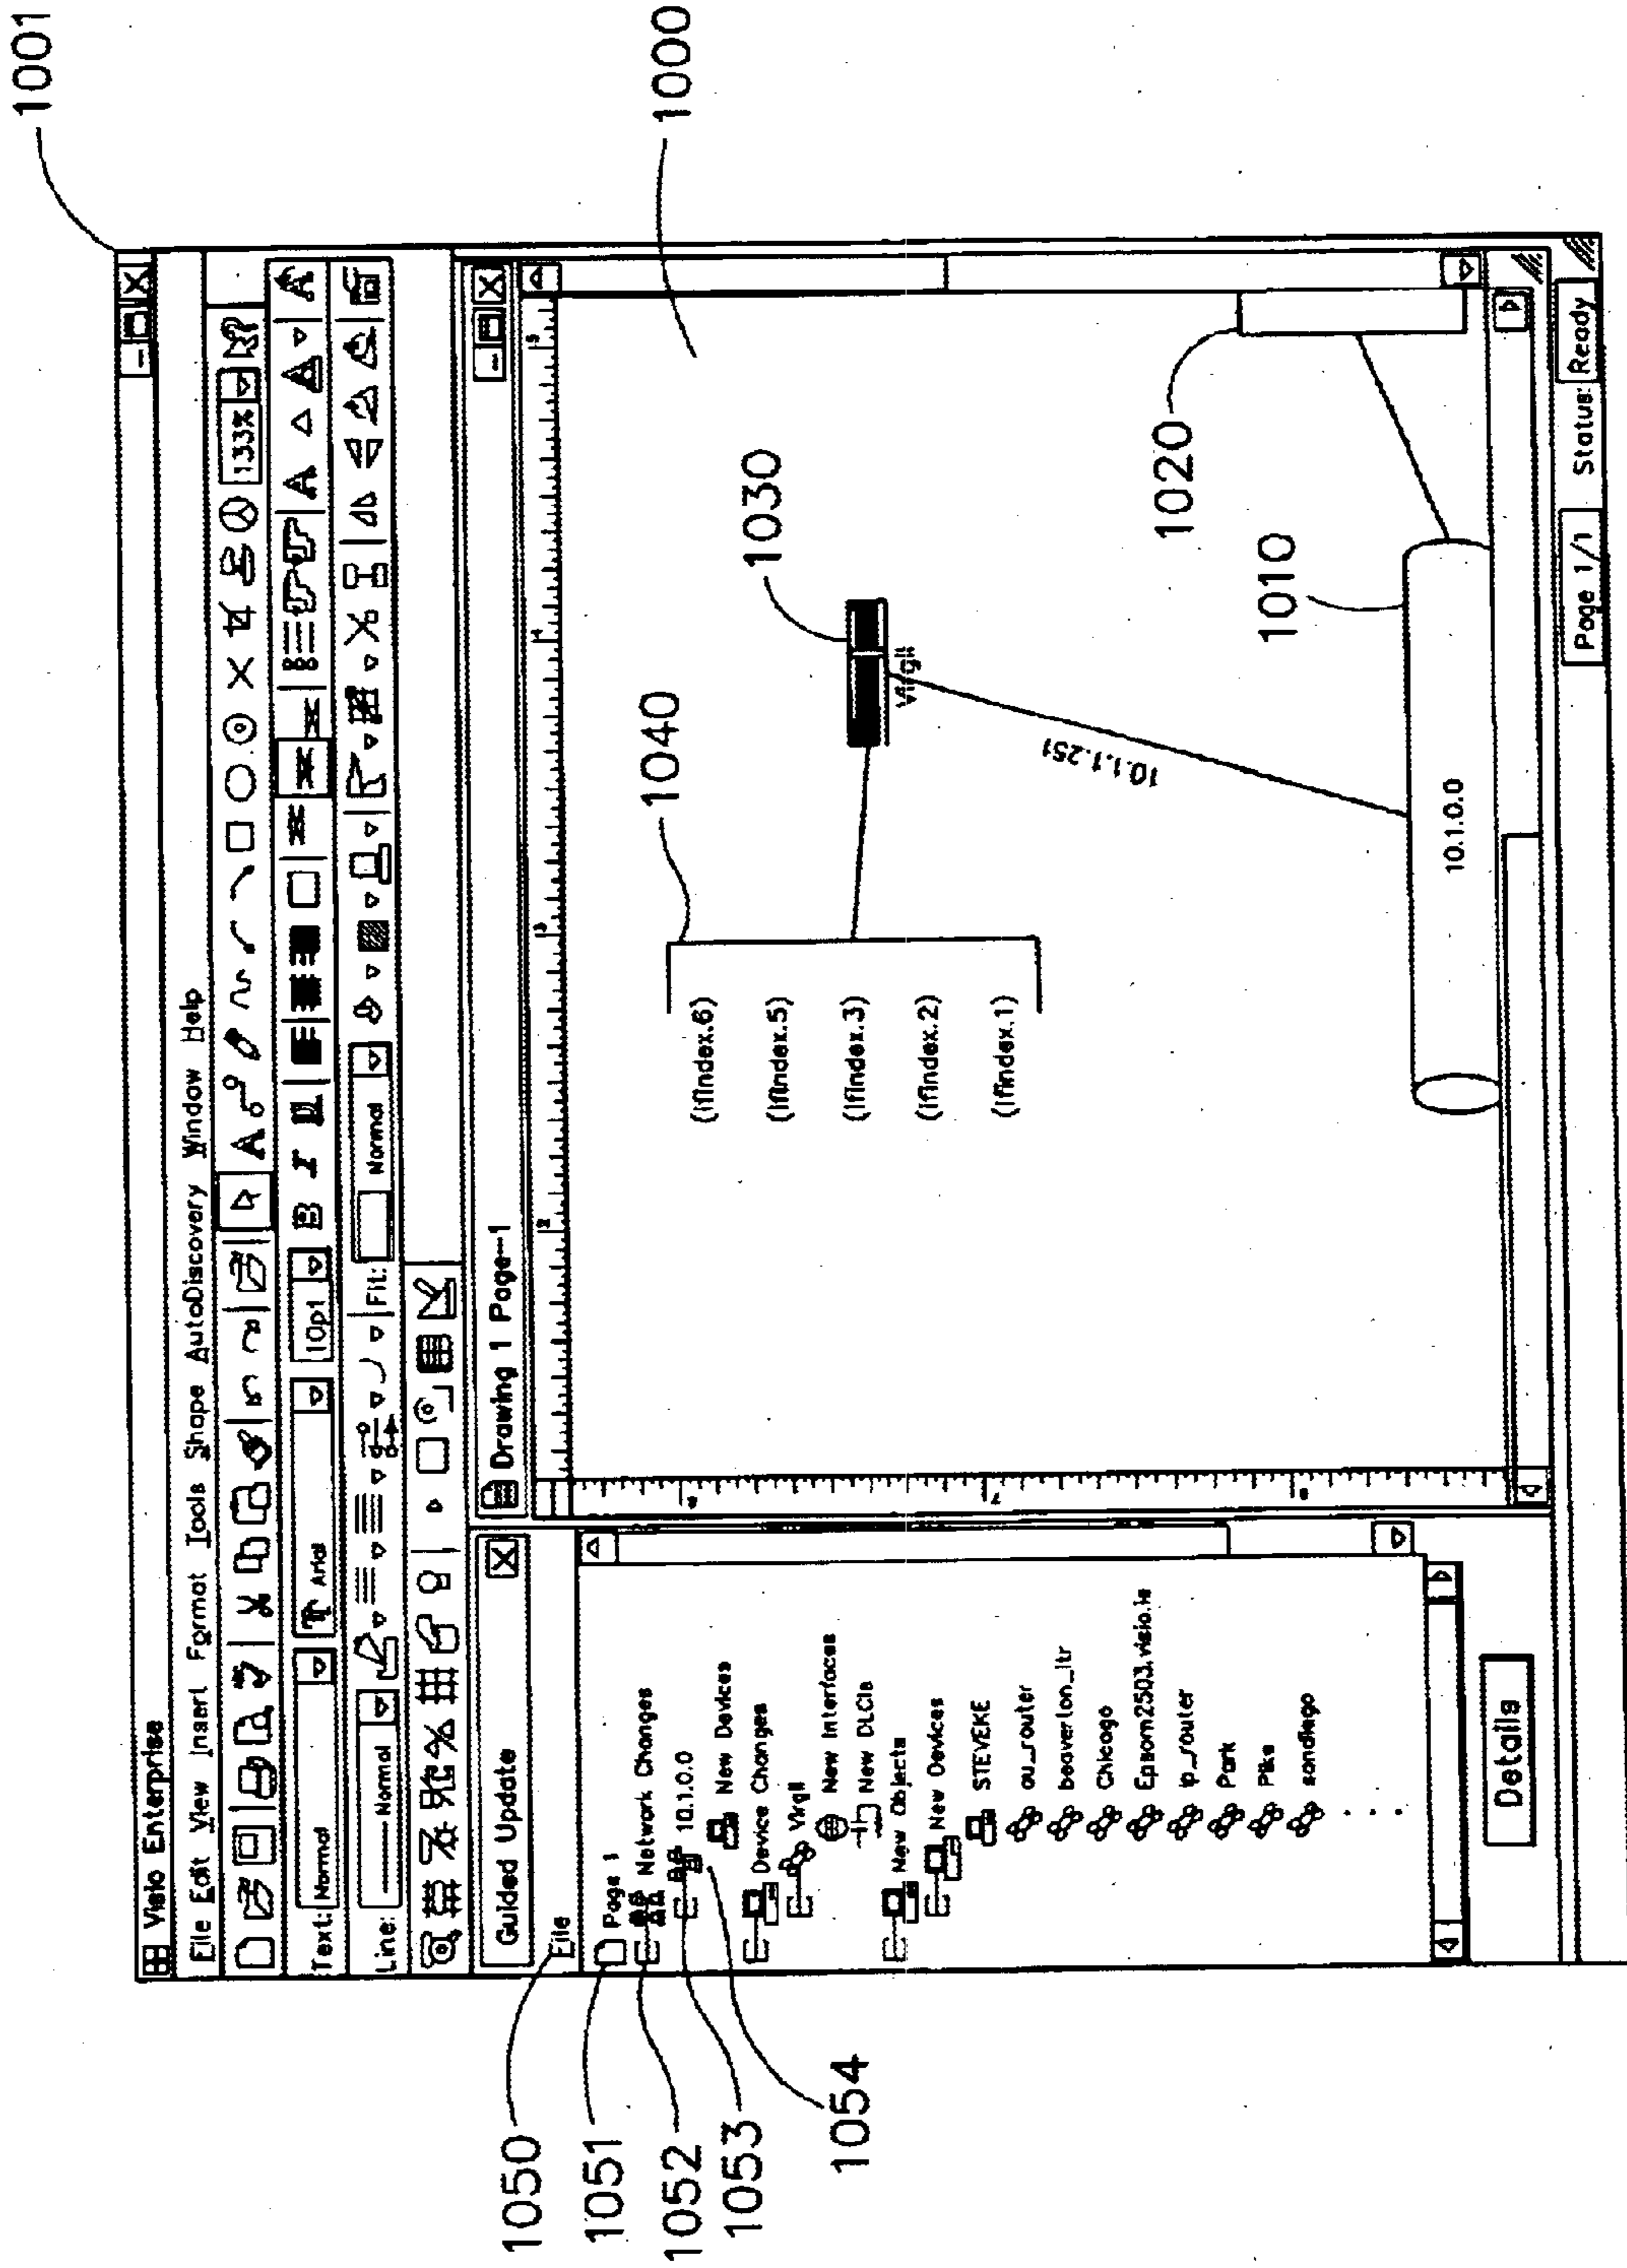 1001
Visio Enterprise
File Edit View Insert Format Tools Shape AutoDiscovery Window Help
133%
Text: Normal
Arial
10pt
B I U
Line: Normal
Fit: Normal
Guided Update
Drawing 1 Page--1
File
Page 1
Network Changes
10.1.0.0
New Devices
Device Changes
Virgil
New Interfaces
New DLCIs
New Objects
New Devices
STEVEKE
au_router
beaverton_ltr
Chicago
Epsom2503.visio.ie
ip_router
Park
Pike
sandiego
. . .
Details
2
3
4
5
7
1000
1040
1030
(ifIndex.6)
(ifIndex.5)
(ifIndex.3)
(ifIndex.2)
(ifIndex.1)
Virgil
10.1.1.251
1020
1010
10.1.0.0
Page 1/1
Status: Ready
1050
1051
1052
1053
1054